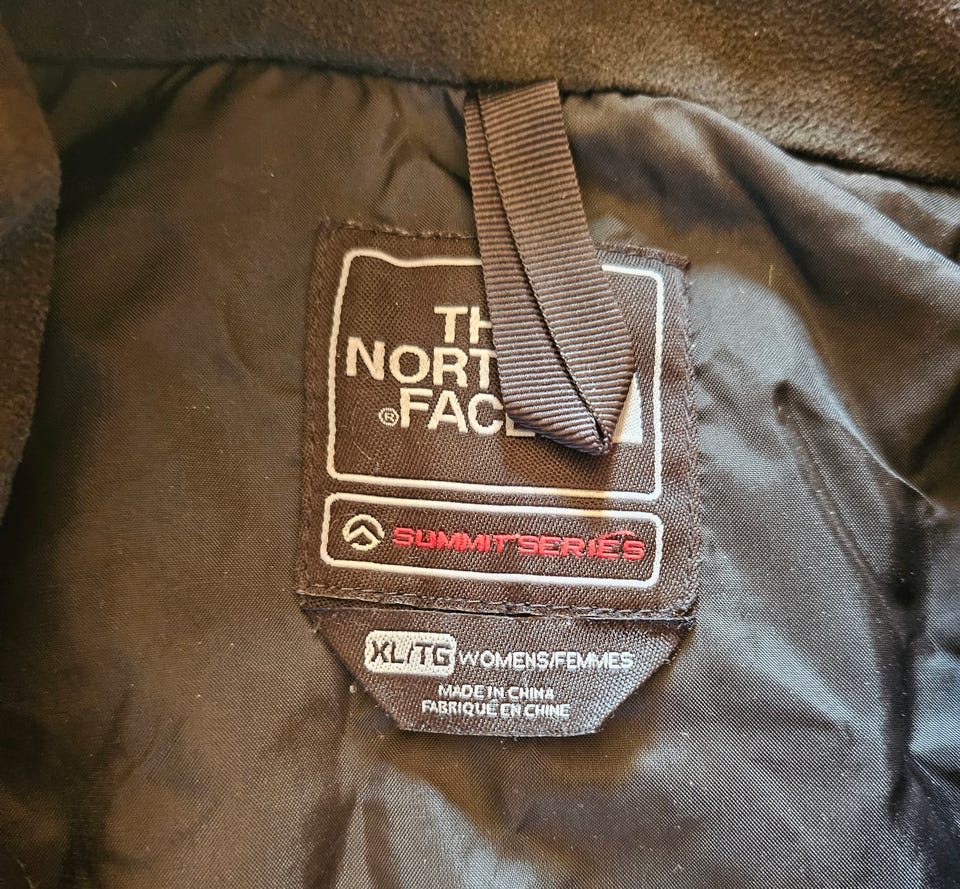 TH
NORT
®FACE
SUMMIT SERIES
XL/TG WOMENS/FEMMES
MADE IN CHINA
FABRIQUE EN CHINE